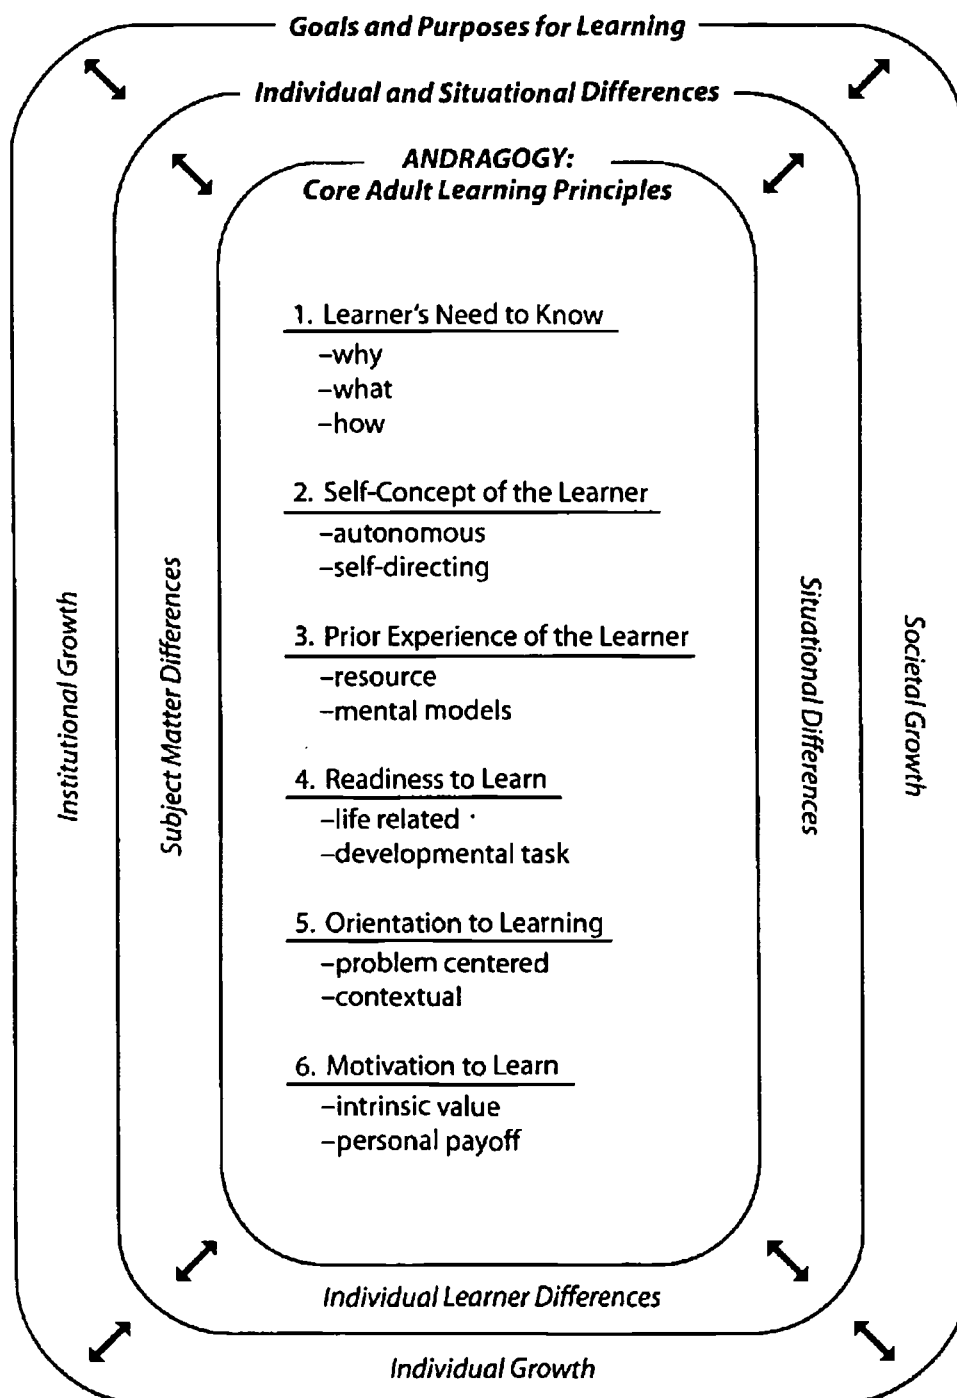 Goals and Purposes for Learning
Individual and Situational Differences
ANDRAGOGY:
Core Adult Learning Principles
1. Learner's Need to Know
–why
–what
–how
2. Self-Concept of the Learner
–autonomous
–self-directing
3. Prior Experience of the Learner
–resource
–mental models
4. Readiness to Learn
–life related
–developmental task
5. Orientation to Learning
–problem centered
–contextual
6. Motivation to Learn
–intrinsic value
–personal payoff
Institutional Growth
Subject Matter Differences
Situational Differences
Societal Growth
Individual Learner Differences
Individual Growth